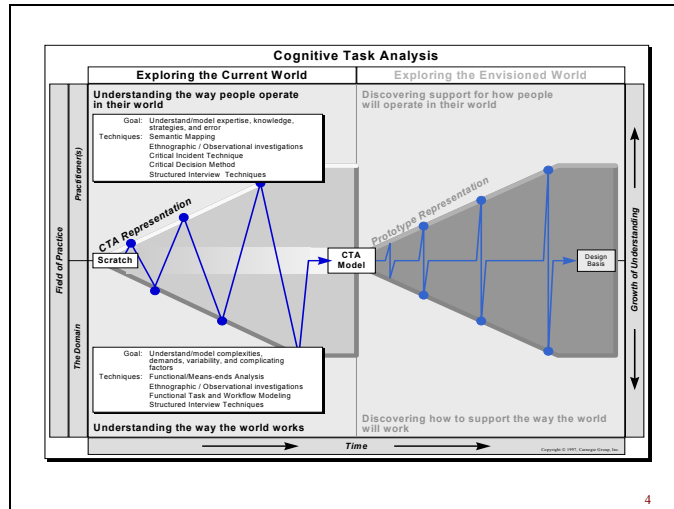 Cognitive Task Analysis
Exploring the Current World
Exploring the Envisioned World
Understanding the way people operate
in their world
Discovering support for how people
will operate in their world
Goal: Understand/model expertise, knowledge,
strategies, and error
Techniques: Semantic Mapping
Ethnographic / Observational investigations
Critical Incident Technique
Critical Decision Method
Structured Interview Techniques
Field of Practice
Practitioner(s)
The Domain
CTA Representation
Scratch
CTA
Model
Prototype Representation
Design
Basis
Growth of Understanding
Goal: Understand/model complexities,
demands, variability, and complicating
factors
Techniques: Functional/Means-ends Analysis
Ethnographic / Observational investigations
Functional Task and Workflow Modeling
Structured Interview Techniques
Understanding the way the world works
Discovering how to support the way the world
will work
Time
Copyright © 1997, Carnegie Group, Inc.
4